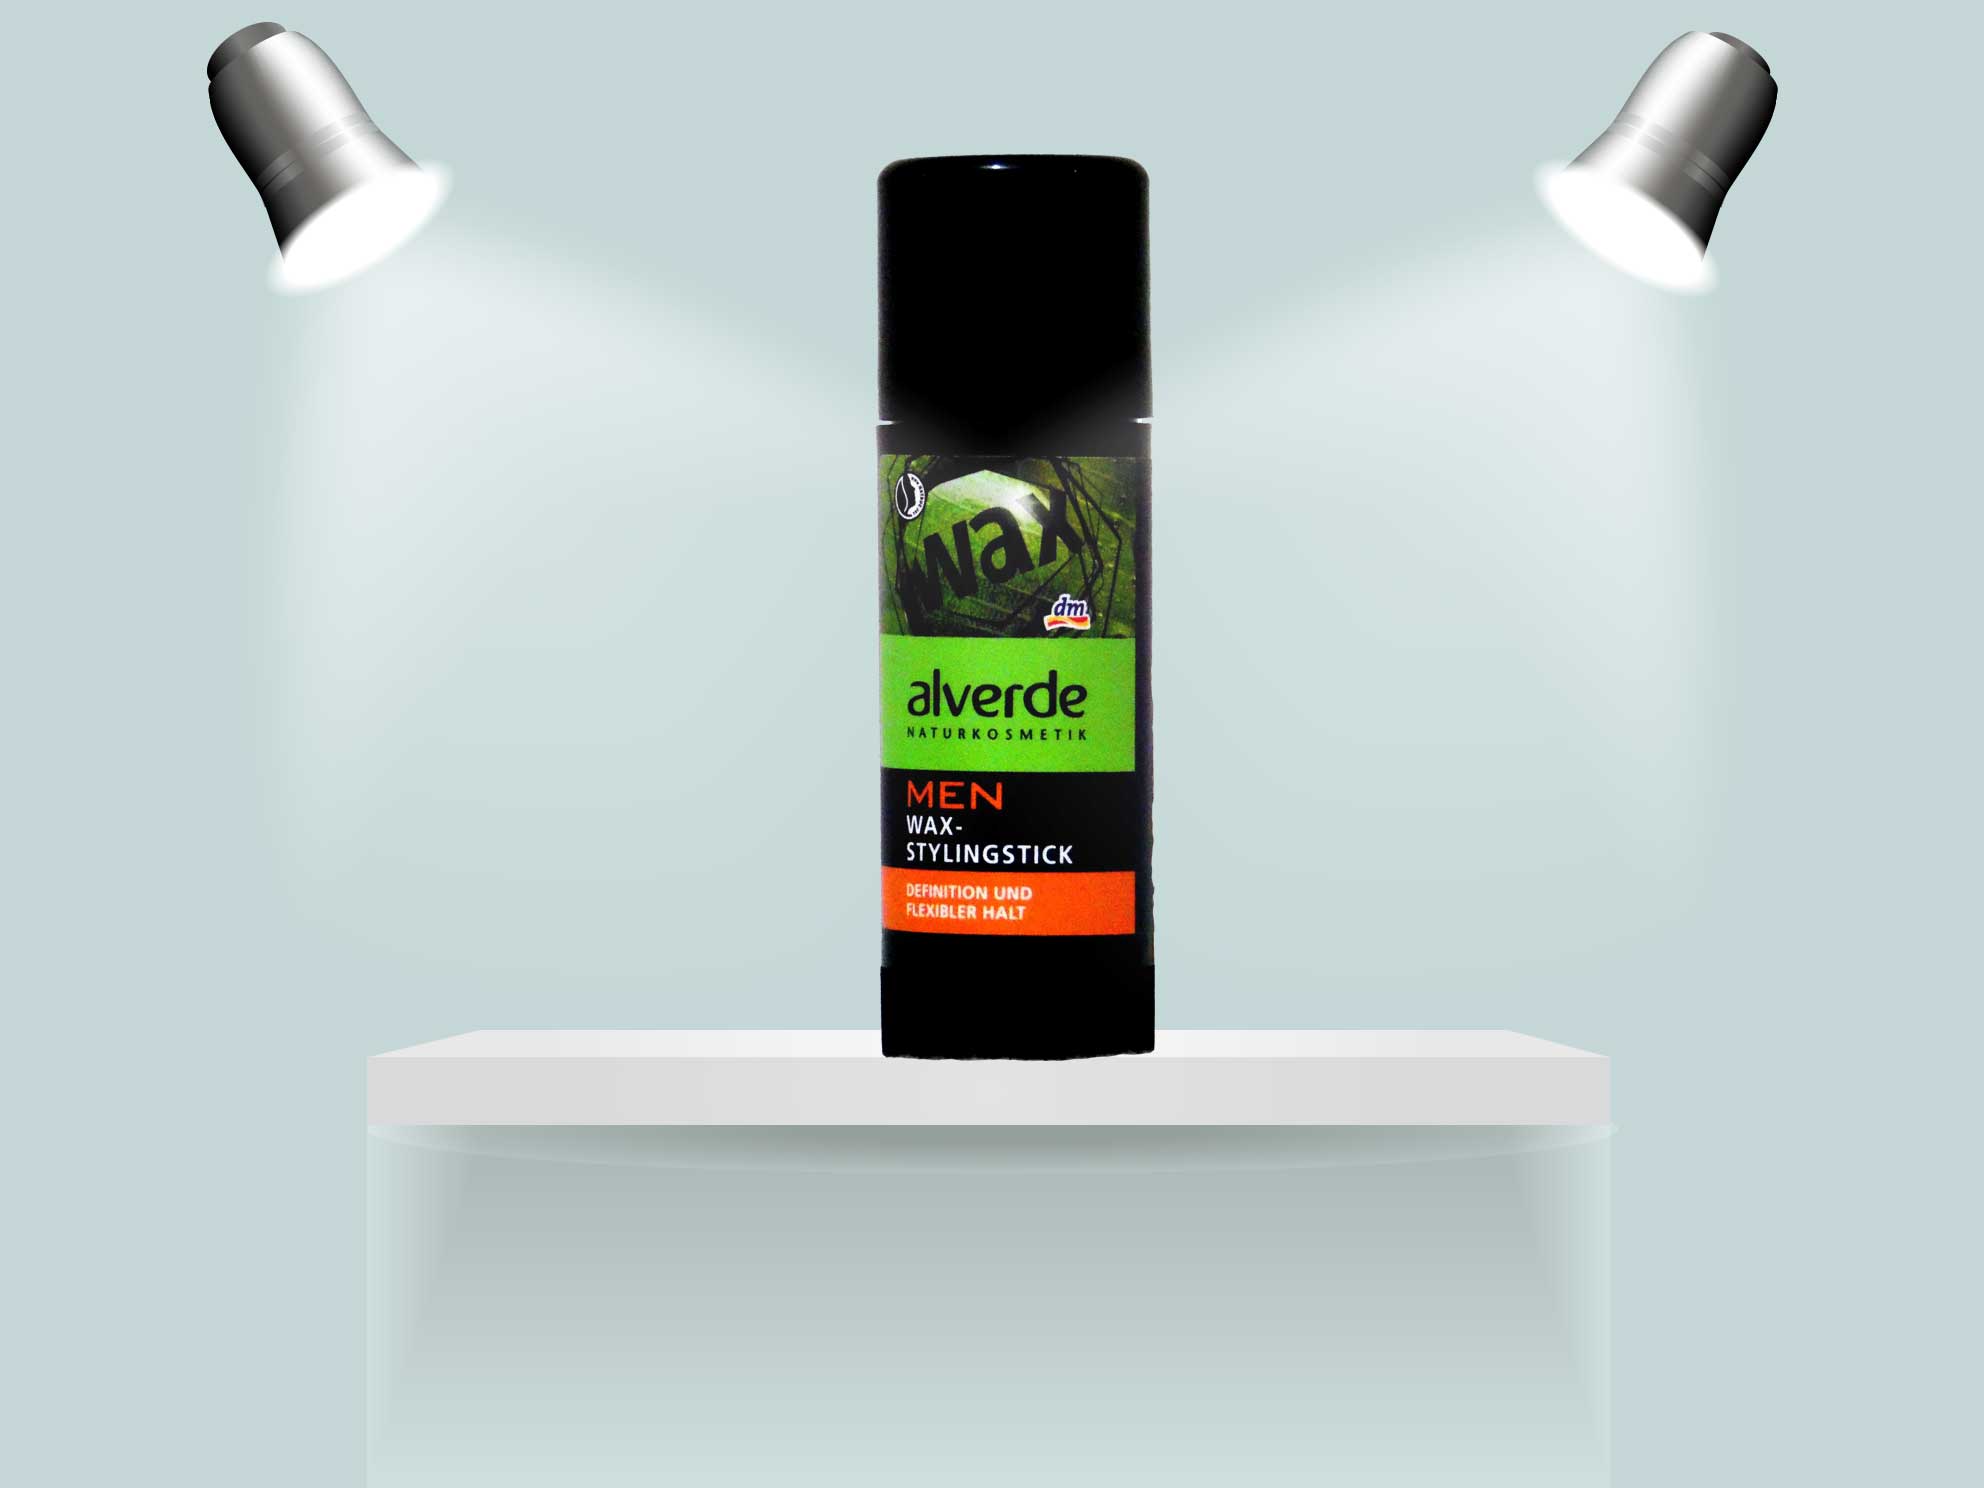 wax
dm
alverde
NATURKOSMETIK
MEN
WAX-
STYLINGSTICK
DEFINITION UND
FLEXIBLER HALT